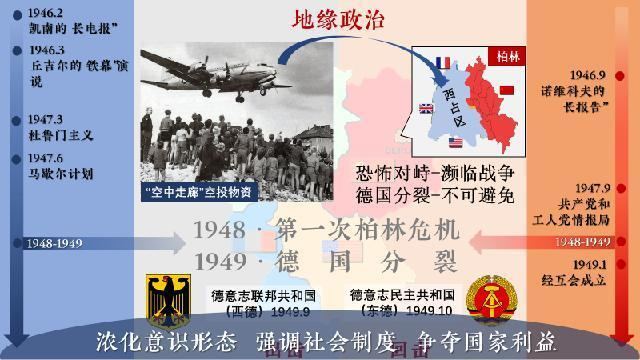 1946.2
凯南的“长电报”
1946.3
丘吉尔的“铁幕”演
说
1947.3
杜鲁门主义
1947.6
马歇尔计划
1948-1949
地缘政治
柏林
西占区
“空中走廊”空投物资
恐怖对峙-濒临战争
德国分裂-不可避免
1948·第一次柏林危机
1949·德国分裂
德意志联邦共和国
（西德）1949.9
德意志民主共和国
（东德）1949.10
1946.9
诺维科夫的
“长报告”
1947.9
共产党和
工人党情报局
1948-1949
1949.1
经互会成立
浓化意识形态 强调社会制度 争夺国家利益